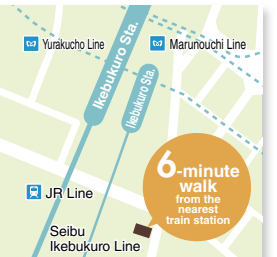 Yurakucho Line
Marunouchi Line
Ikebukuro Sta.
Ikebukuro Sta.
6-minute
walk
from the
nearest
train station
JR Line
Seibu
Ikebukuro Line